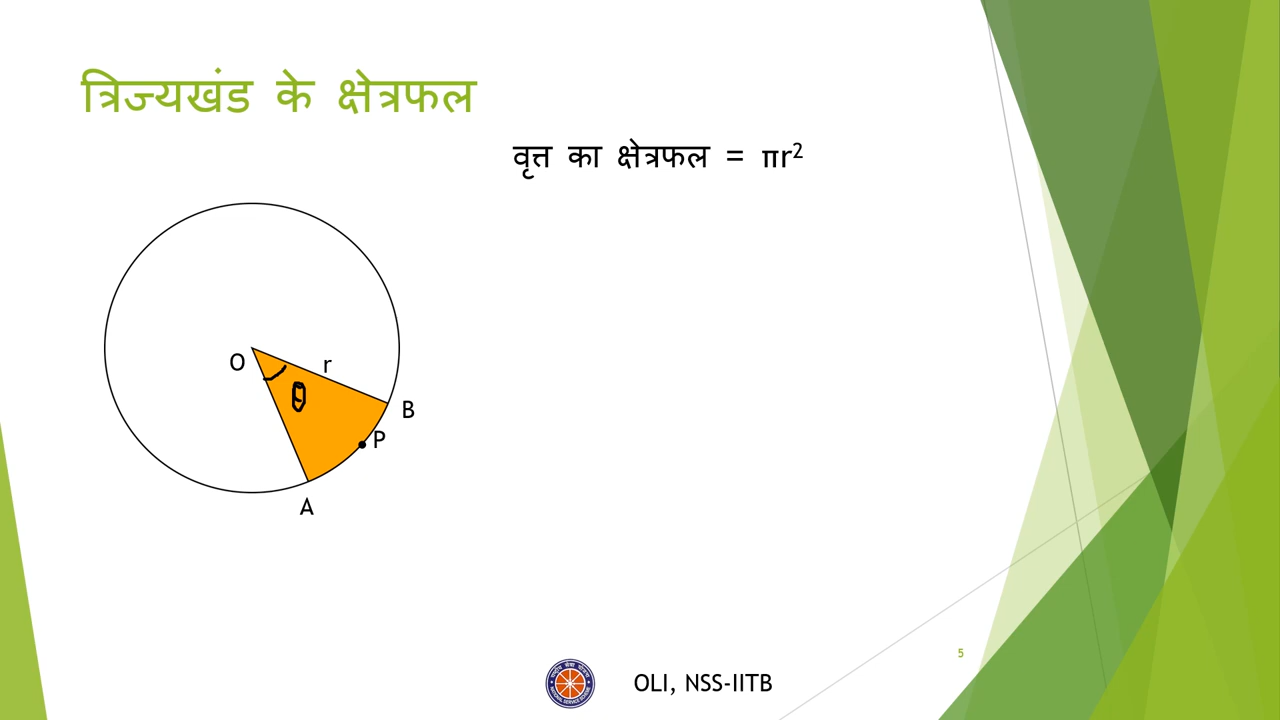 त्रिज्यखंड के क्षेत्रफल
वृत्त का क्षेत्रफल = πr²
O
r
θ
B
P
A
5
OLI, NSS-IITB